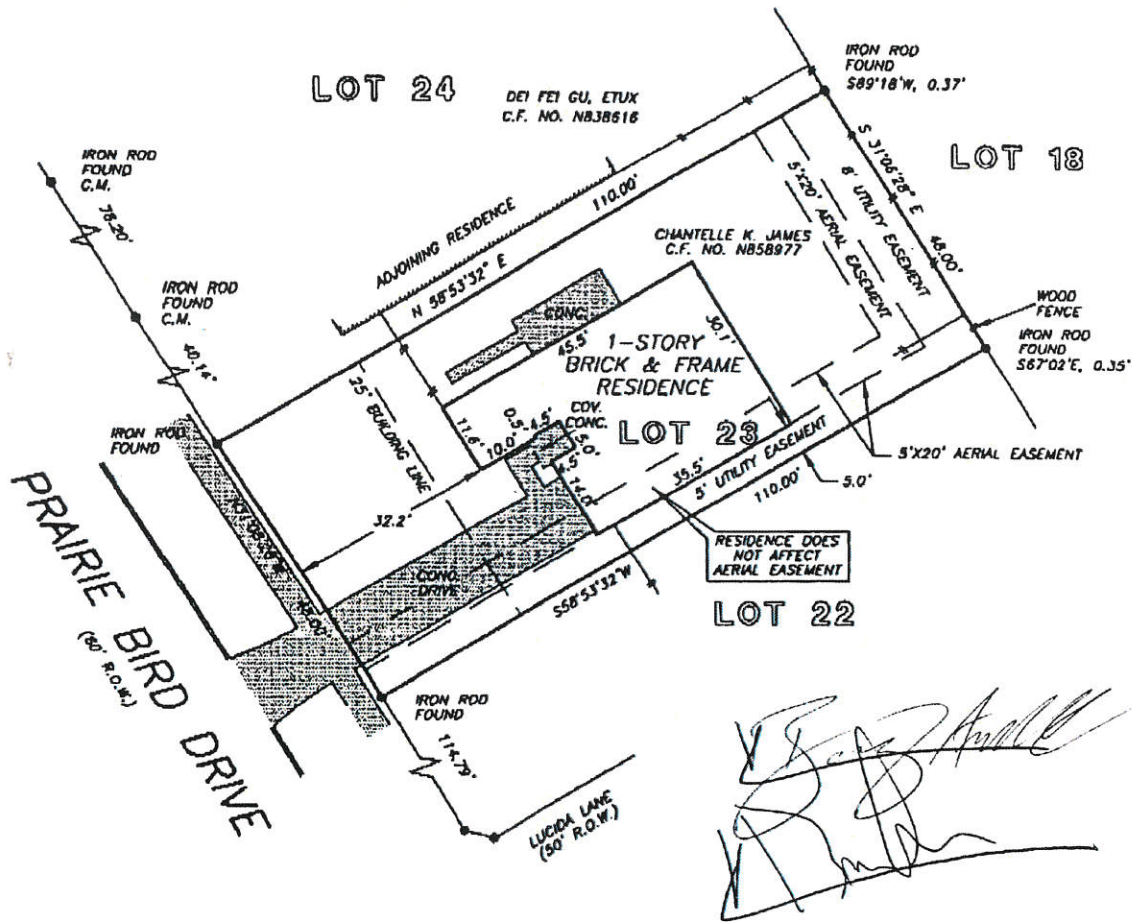 LOT 24
DEI FEI GU, ETUX
C.F. NO. N838616
IRON ROD
FOUND
S89°18'W, 0.37'
LOT 18
S 31°06'28" E
48.00'
8' UTILITY EASEMENT
5'X20' AERIAL EASEMENT
IRON ROD
FOUND
C.M.
78.20'
IRON ROD
FOUND
C.M.
40.14'
ADJOINING RESIDENCE
110.00'
N 58°53'32" E
CHANTELLE K. JAMES
C.F. NO. N858977
WOOD
FENCE
IRON ROD
FOUND
S67°02'E, 0.35'
CONC.
45.5'
30.1'
1-STORY
BRICK & FRAME
RESIDENCE
25' BUILDING LINE
11.6'
10.0'
0.5'
4.5'
COV.
CONC.
5.0'
4.5'
14.0'
LOT 23
IRON ROD
FOUND
32.2'
35.5'
5' UTILITY EASEMENT
110.00'
5.0'
5'X20' AERIAL EASEMENT
RESIDENCE DOES
NOT AFFECT
AERIAL EASEMENT
CONC.
DRIVE
S58°53'32"W
48.00'
LOT 22
PRAIRIE BIRD DRIVE
(60' R.O.W.)
IRON ROD
FOUND
114.79'
LUCIDA LANE
(50' R.O.W.)